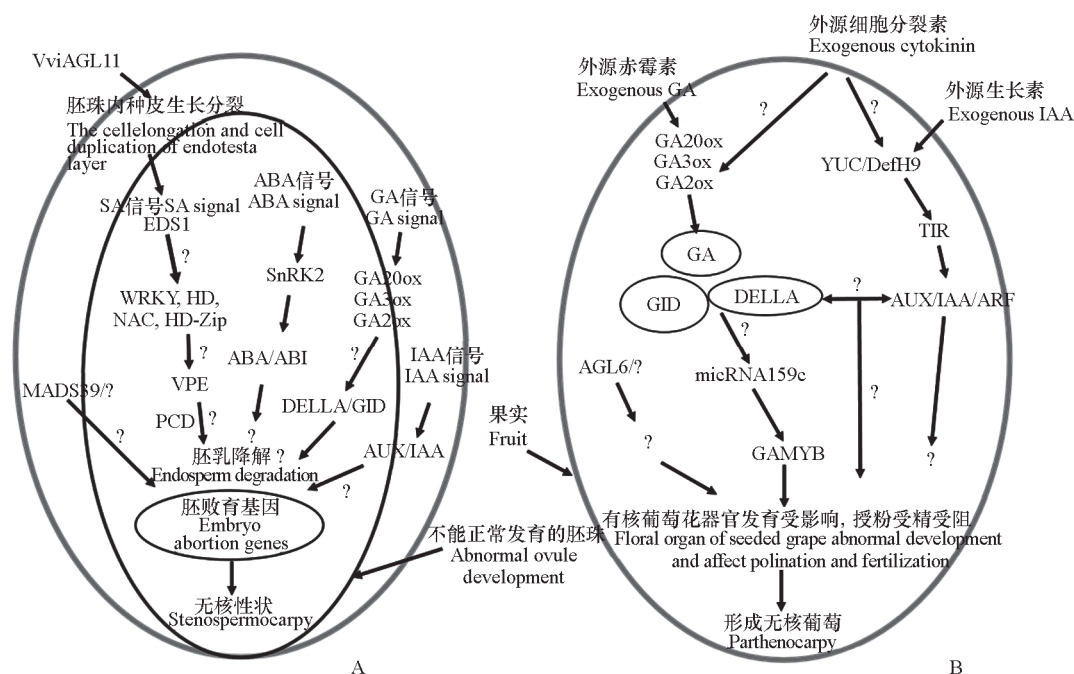 VviAGL11
胚珠内种皮生长分裂
The cellelongation and cell
duplication of endotesta
layer
SA信号SA signal
EDS1
?
WRKY, HD,
NAC, HD-Zip
?
VPE
PCD
?
MADS39/?
?
ABA信号
ABA signal
SnRK2
ABA/ABI
?
GA信号
GA signal
GA20ox
GA3ox
GA2ox
?
DELLA/GID
?
IAA信号
IAA signal
AUX/IAA
?
胚乳降解
Endosperm degradation
胚败育基因
Embryo
abortion genes
无核性状
Stenospermocarpy
A
果实
Fruit
不能正常发育的胚珠
Abnormal ovule
development
外源细胞分裂素
Exogenous cytokinin
外源赤霉素
Exogenous GA
外源生长素
Exogenous IAA
?
?
GA20ox
GA3ox
GA2ox
YUC/DefH9
TIR
GA
GID
DELLA
?
AUX/IAA/ARF
?
micRNA159c
AGL6/?
?
?
GAMYB
?
有核葡萄花器官发育受影响, 授粉受精受阻
Floral organ of seeded grape abnormal development
and affect polination and fertilization
形成无核葡萄
Parthenocarpy
B